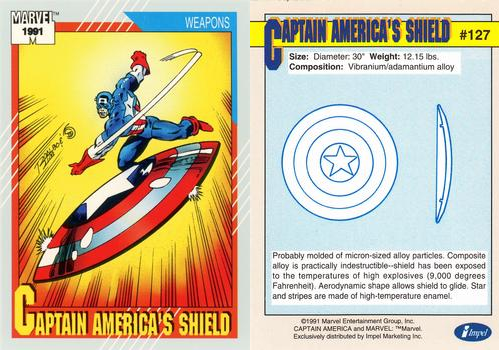 MARVEL™
1991
M
WEAPONS
CAPTAIN AMERICA'S SHIELD
CAPTAIN AMERICA'S SHIELD #127
Size: Diameter: 30" Weight: 12.15 lbs.
Composition: Vibranium/adamantium alloy
Probably molded of micron-sized alloy particles. Composite
alloy is practically indestructible--shield has been exposed
to the temperatures of high explosives (9,000 degrees
Fahrenheit). Aerodynamic shape allows shield to glide. Star
and stripes are made of high-temperature enamel.
©1991 Marvel Entertainment Group, Inc.
CAPTAIN AMERICA and MARVEL: ™Marvel.
Exclusively distributed by Impel Marketing Inc.
Impel